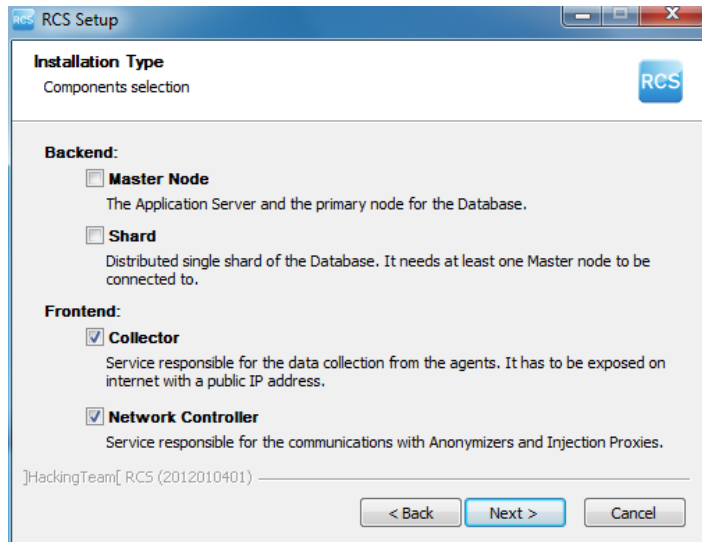 RCS RCS Setup
Installation Type
Components selection
RCS
Backend:
Master Node
The Application Server and the primary node for the Database.
Shard
Distributed single shard of the Database. It needs at least one Master node to be
connected to.
Frontend:
Collector
Service responsible for the data collection from the agents. It has to be exposed on
internet with a public IP address.
Network Controller
Service responsible for the communications with Anonymizers and Injection Proxies.
]HackingTeam[ RCS (2012010401)
< Back Next > Cancel